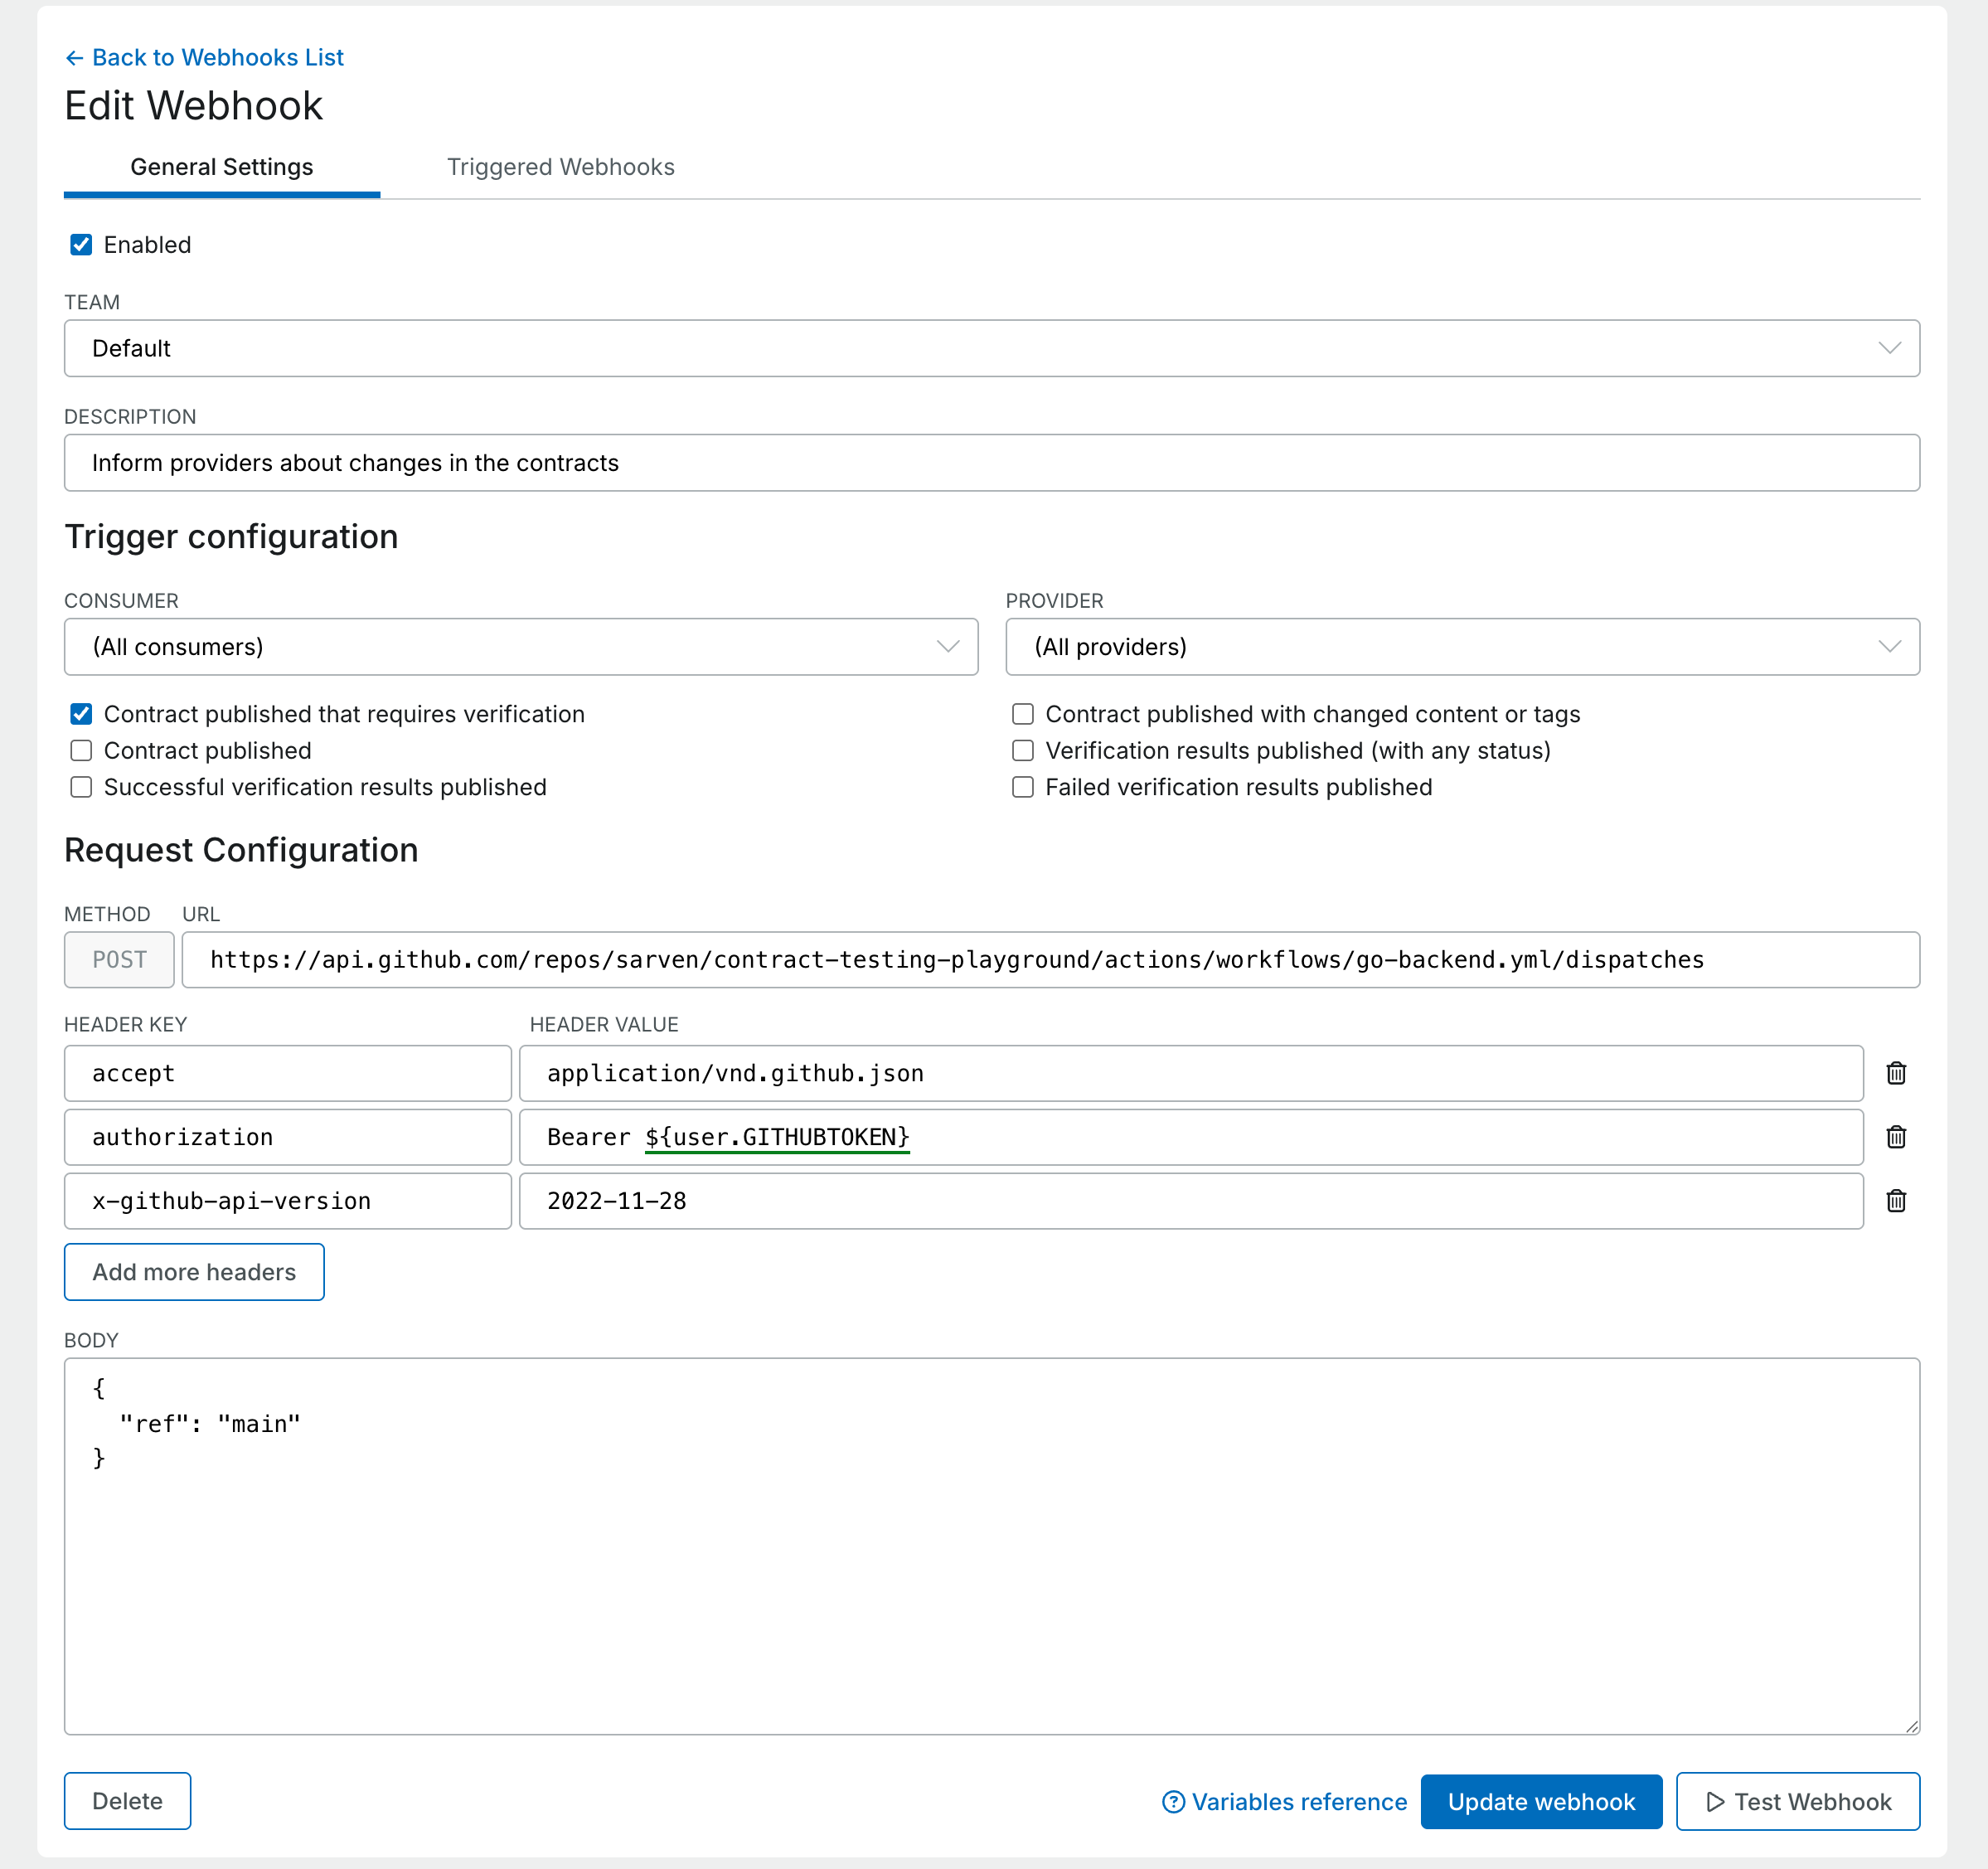 ← Back to Webhooks List
Edit Webhook
General Settings Triggered Webhooks
Enabled
TEAM
Default
DESCRIPTION
Inform providers about changes in the contracts
Trigger configuration
CONSUMER PROVIDER
(All consumers) (All providers)
Contract published that requires verification Contract published with changed content or tags
Contract published Verification results published (with any status)
Successful verification results published Failed verification results published
Request Configuration
METHOD URL
POST https://api.github.com/repos/sarven/contract-testing-playground/actions/workflows/go-backend.yml/dispatches
HEADER KEY HEADER VALUE
accept application/vnd.github.json
authorization Bearer ${user.GITHUBTOKEN}
x-github-api-version 2022-11-28
Add more headers
BODY
{
"ref": "main"
}
Delete ? Variables reference Update webhook Test Webhook